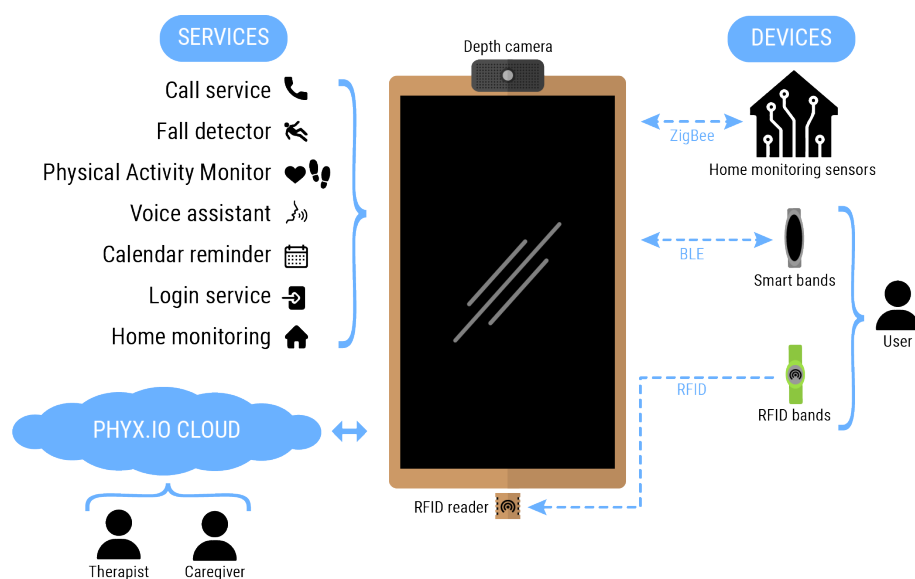 SERVICES
Call service
Fall detector
Physical Activity Monitor
Voice assistant
Calendar reminder
Login service
Home monitoring
PHYX.IO CLOUD
Therapist
Caregiver
Depth camera
RFID reader
DEVICES
ZigBee
Home monitoring sensors
BLE
Smart bands
User
RFID
RFID bands